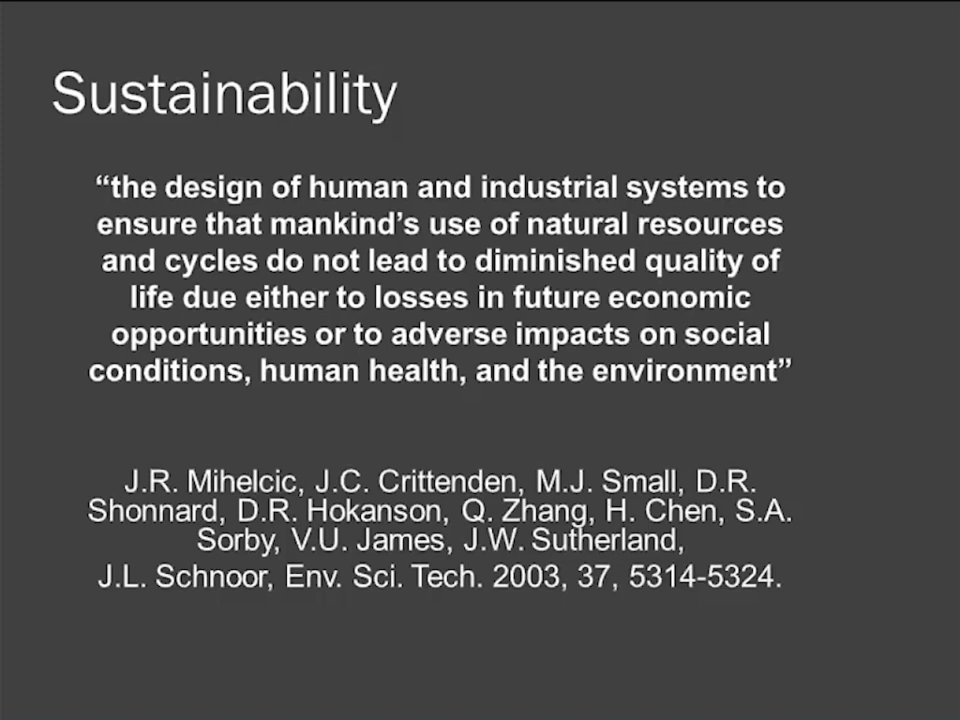 Sustainability
“the design of human and industrial systems to
ensure that mankind’s use of natural resources
and cycles do not lead to diminished quality of
life due either to losses in future economic
opportunities or to adverse impacts on social
conditions, human health, and the environment”
J.R. Mihelcic, J.C. Crittenden, M.J. Small, D.R.
Shonnard, D.R. Hokanson, Q. Zhang, H. Chen, S.A.
Sorby, V.U. James, J.W. Sutherland,
J.L. Schnoor, Env. Sci. Tech. 2003, 37, 5314-5324.